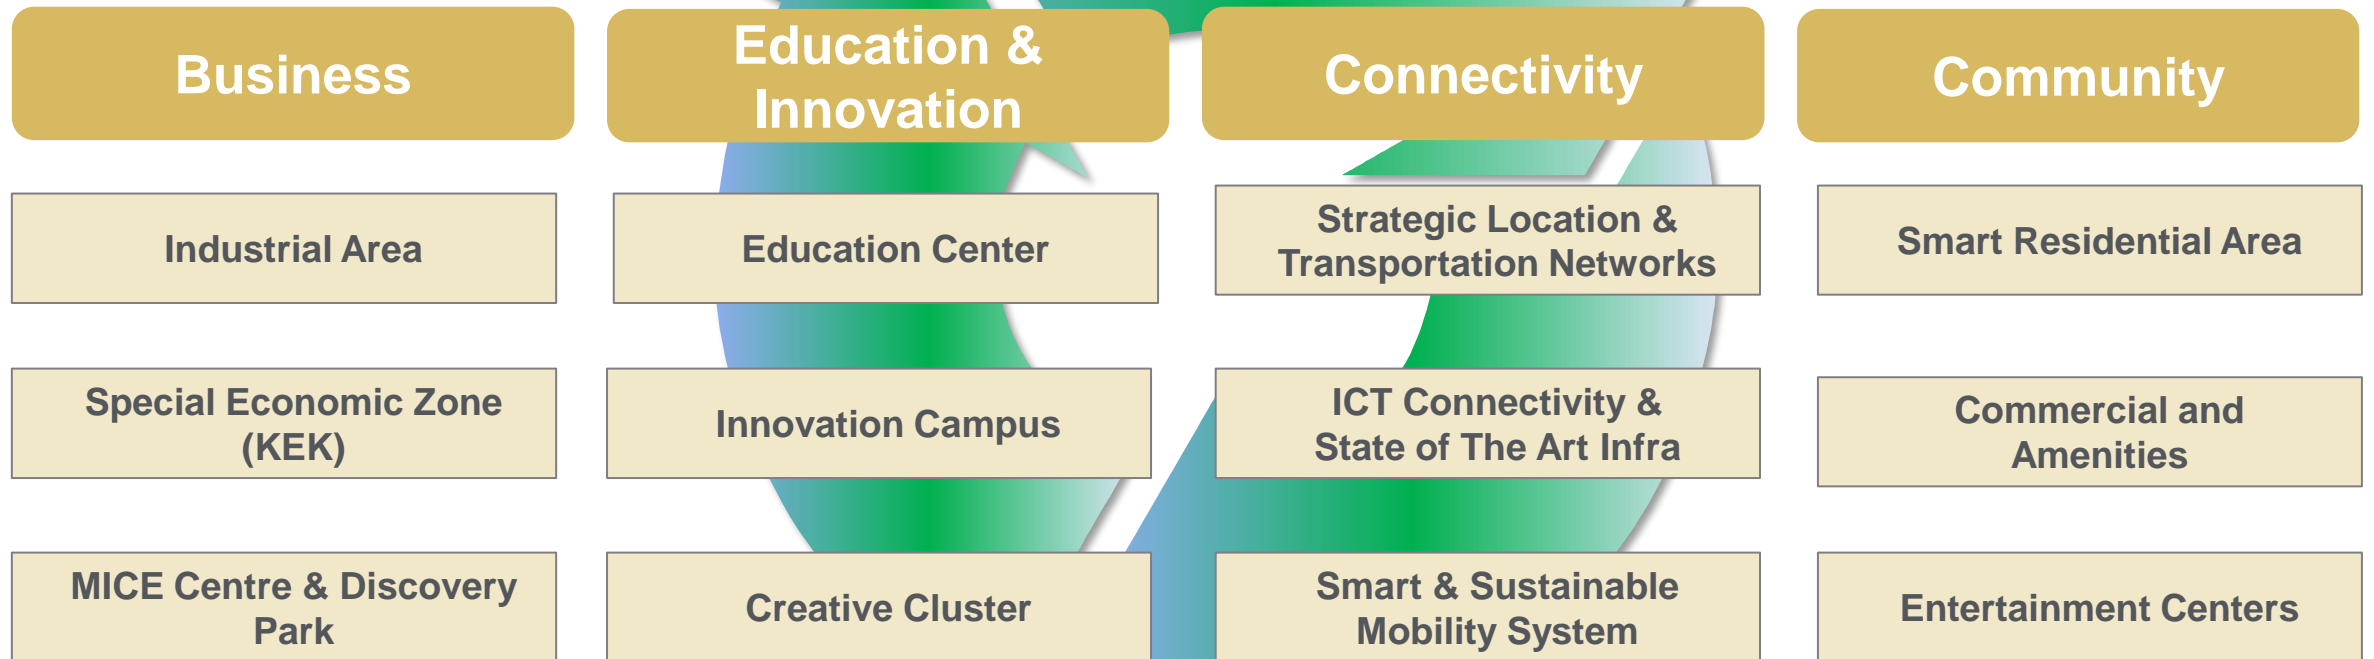 Business
Education &
Innovation
Connectivity
Community
Industrial Area
Education Center
Strategic Location &
Transportation Networks
Smart Residential Area
Special Economic Zone
(KEK)
Innovation Campus
ICT Connectivity &
State of The Art Infra
Commercial and
Amenities
MICE Centre & Discovery
Park
Creative Cluster
Smart & Sustainable
Mobility System
Entertainment Centers